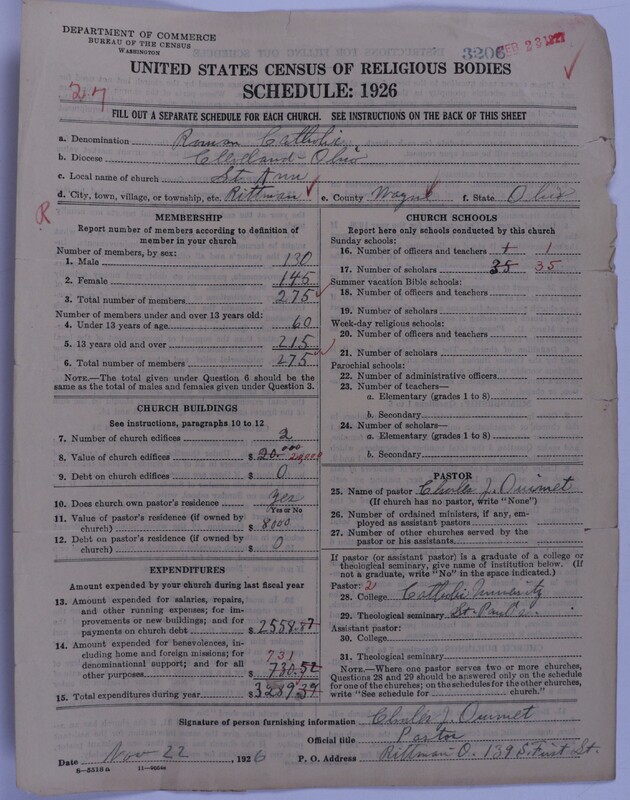 DEPARTMENT OF COMMERCE
BUREAU OF THE CENSUS
WASHINGTON
3206
FEB 23 1927
UNITED STATES CENSUS OF RELIGIOUS BODIES
SCHEDULE: 1926
27
FILL OUT A SEPARATE SCHEDULE FOR EACH CHURCH. SEE INSTRUCTIONS ON THE BACK OF THIS SHEET
a. Denomination Roman Catholic
b. Diocese Cleveland - Ohio
c. Local name of church St Ann
d. City, town, village, or township, etc. Rittman e. County Wayne f. State Ohio
R
MEMBERSHIP
Report number of members according to definition of member in your church
Number of members, by sex:
1. Male 130
2. Female 145
3. Total number of members 275
Number of members under and over 13 years old:
4. Under 13 years of age 60
5. 13 years old and over 215
6. Total number of members 275
NOTE.—The total given under Question 6 should be
same as the total of males and females given under Question 3.
CHURCH BUILDINGS
See instructions, paragraphs 10 to 12
7. Number of church edifices 2
8. Value of church edifices $ 20.000 20,000
9. Debt on church edifices $ 0
10. Does church own pastor's residence Yes
Yes or No
11. Value of pastor's residence (if owned by
church) $ 8000
12. Debt on pastor's residence (if owned by
church) $ 0
EXPENDITURES
Amount expended by your church during last fiscal year
13. Amount expended for salaries, repairs,
and other running expenses; for im-
provements or new buildings; and for
payments on church debt $ 2558.87
14. Amount expended for benevolences, in-
cluding home and foreign missions; for
denominational support; and for all
other purposes $ 731 730.52
15. Total expenditures during year $ 3289 39
CHURCH SCHOOLS
Report here only schools conducted by this church
Sunday schools:
16. Number of officers and teachers 1 1
17. Number of scholars 35 35
Summer vacation Bible schools:
18. Number of officers and teachers
19. Number of scholars
Week-day religious schools:
20. Number of officers and teachers
21. Number of scholars
Parochial schools:
22. Number of administrative officers
23. Number of teachers—
a. Elementary (grades 1 to 8)
b. Secondary
24. Number of scholars—
a. Elementary (grades 1 to 8)
b. Secondary
PASTOR
25. Name of pastor Charles J. Ouimet
(If church has no pastor, write "None")
26. Number of ordained ministers, if any, em-
ployed as assistant pastors
27. Number of other churches served by the
pastor or his assistants
If pastor (or assistant pastor) is a graduate of a college or
theological seminary, give name of institution below. (If
not a graduate, write "No" in the space indicated.)
Pastor: 2
28. College Catholic University
29. Theological seminary St. Paul's
Assistant pastor:
30. College
31. Theological seminary
NOTE.—Where one pastor serves two or more churches,
Questions 28 and 29 should be answered only on the schedule
for one of the churches; on the schedules for the other churches,
write "See schedule for church."
Signature of person furnishing information Charles J. Ouimet
Official title Pastor
Date Nov 22, 1926 P. O. Address Rittman O. 139 S. First St.
8—5518a 11—8554a